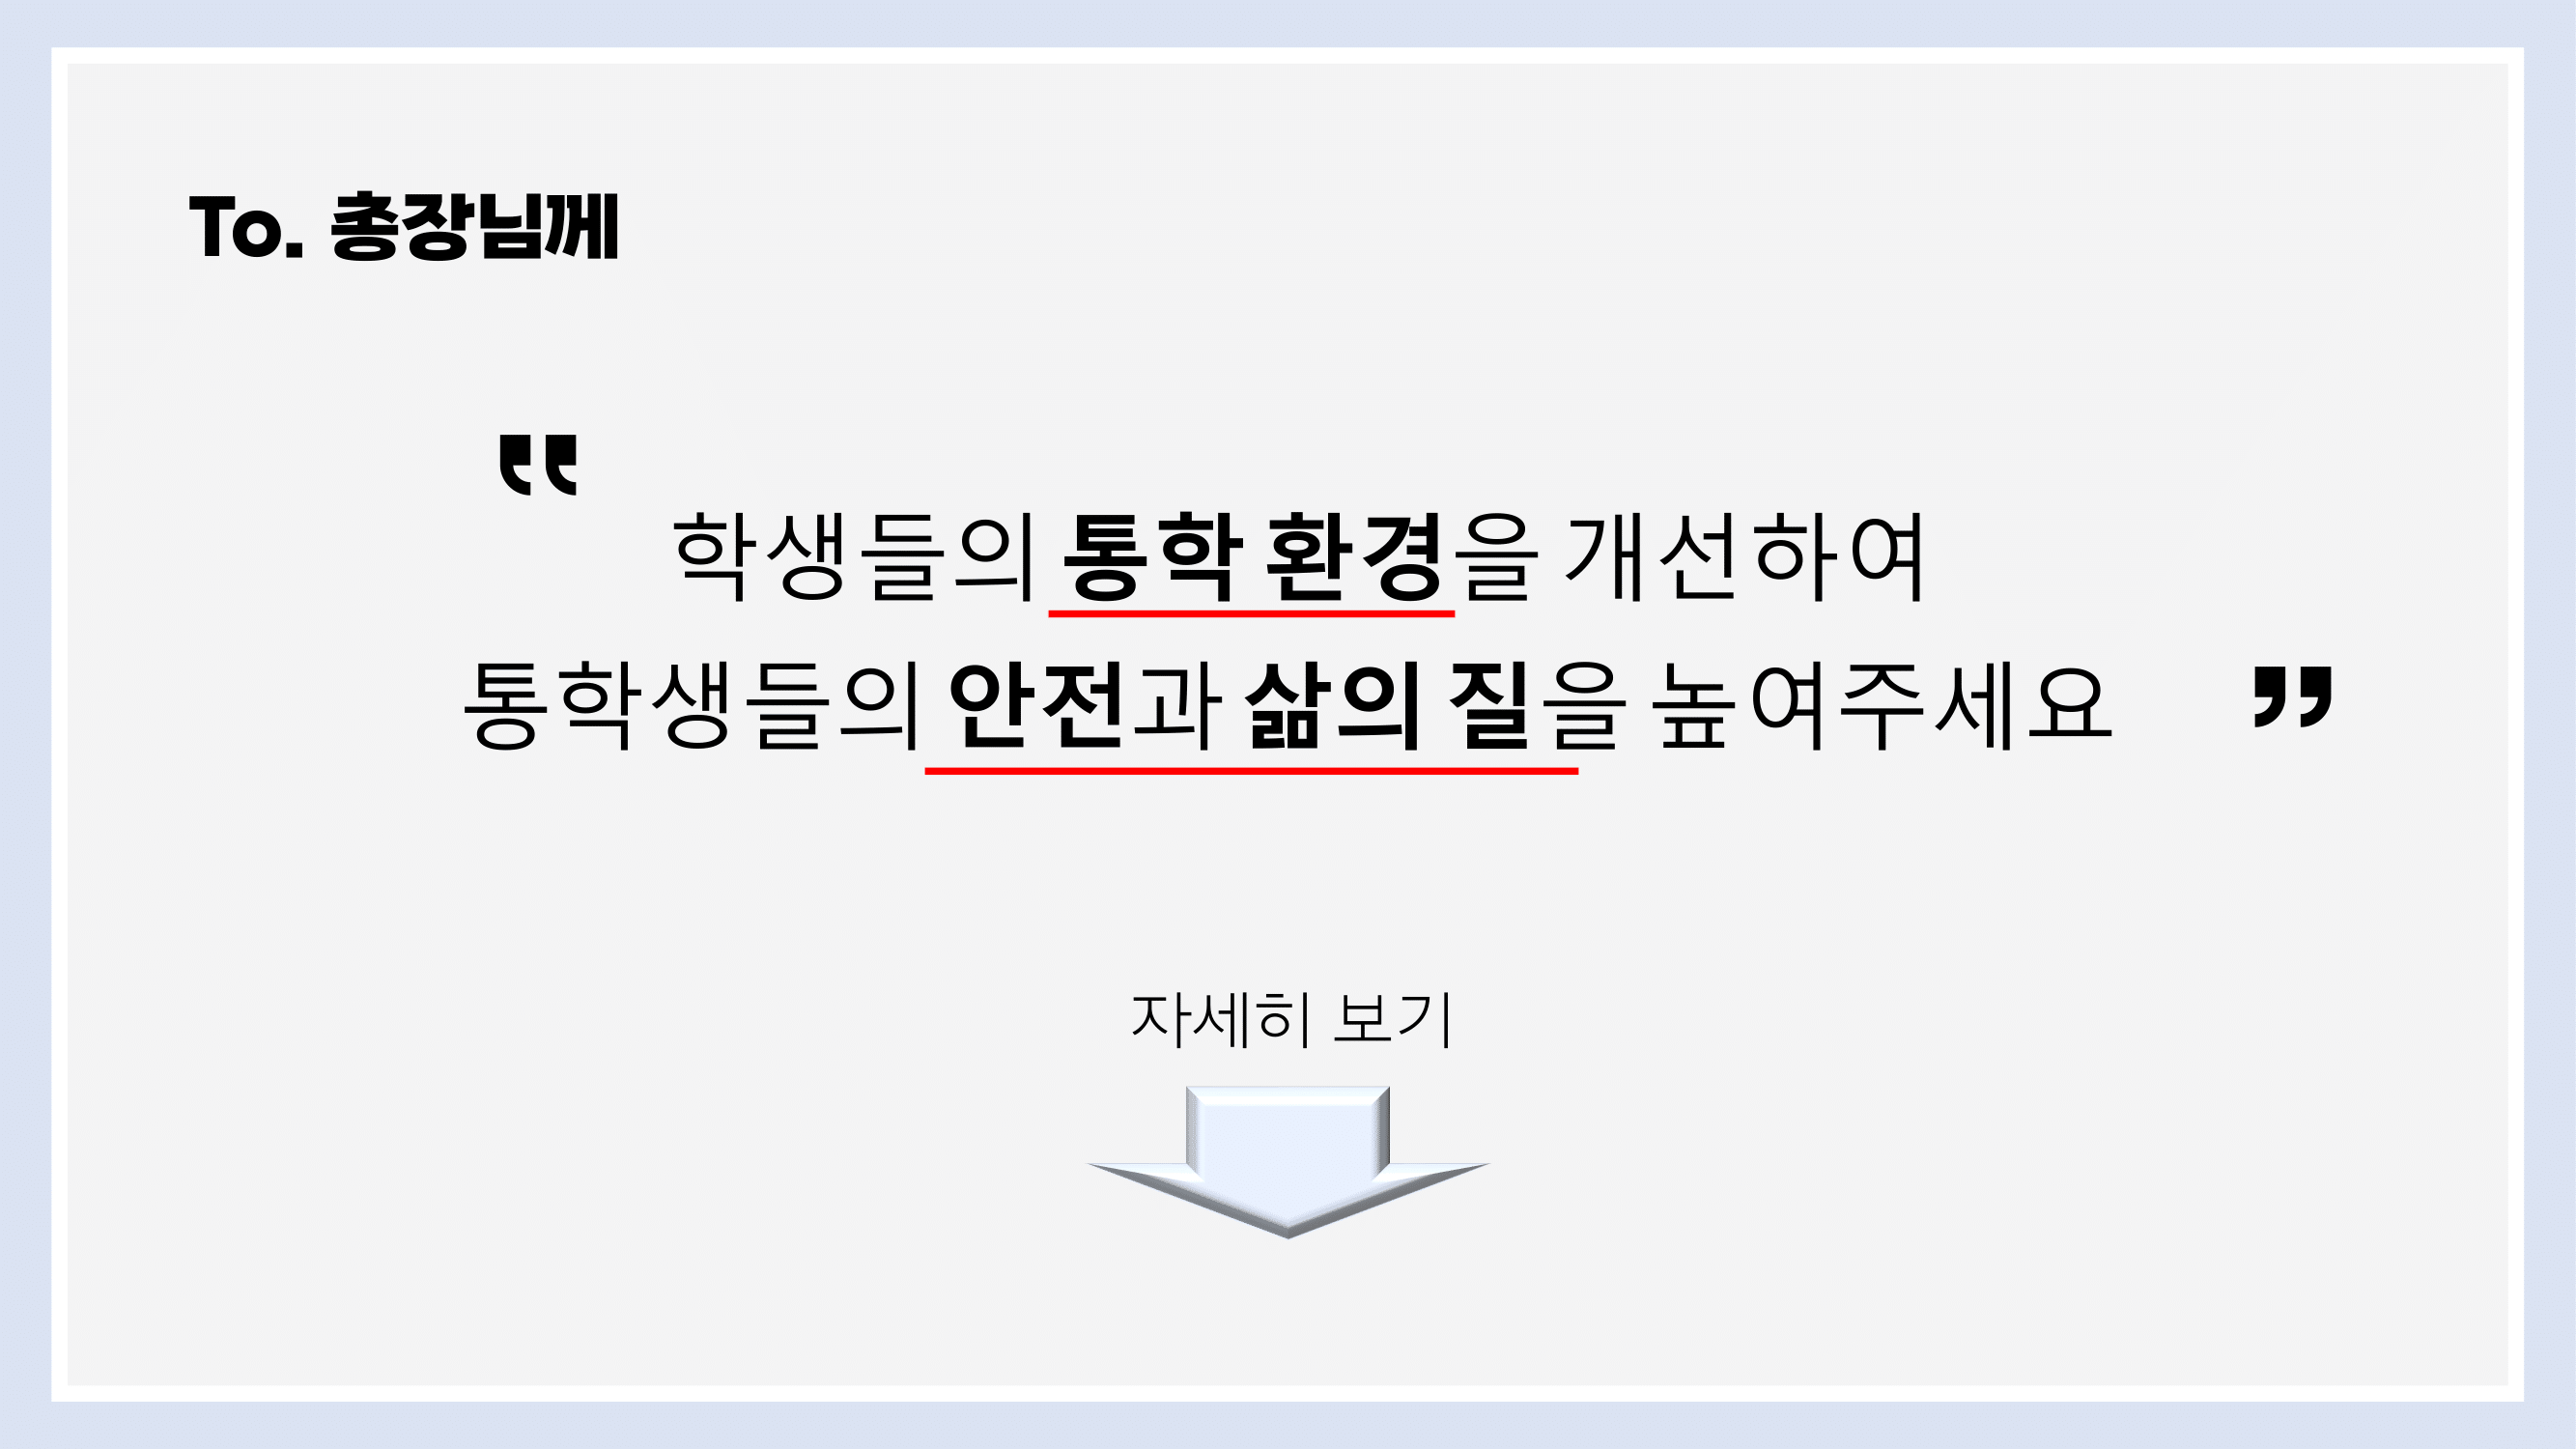 To. 총장님께
“
학생들의 통학 환경을 개선하여
통학생들의 안전과 삶의 질을 높여주세요 ”
자세히 보기